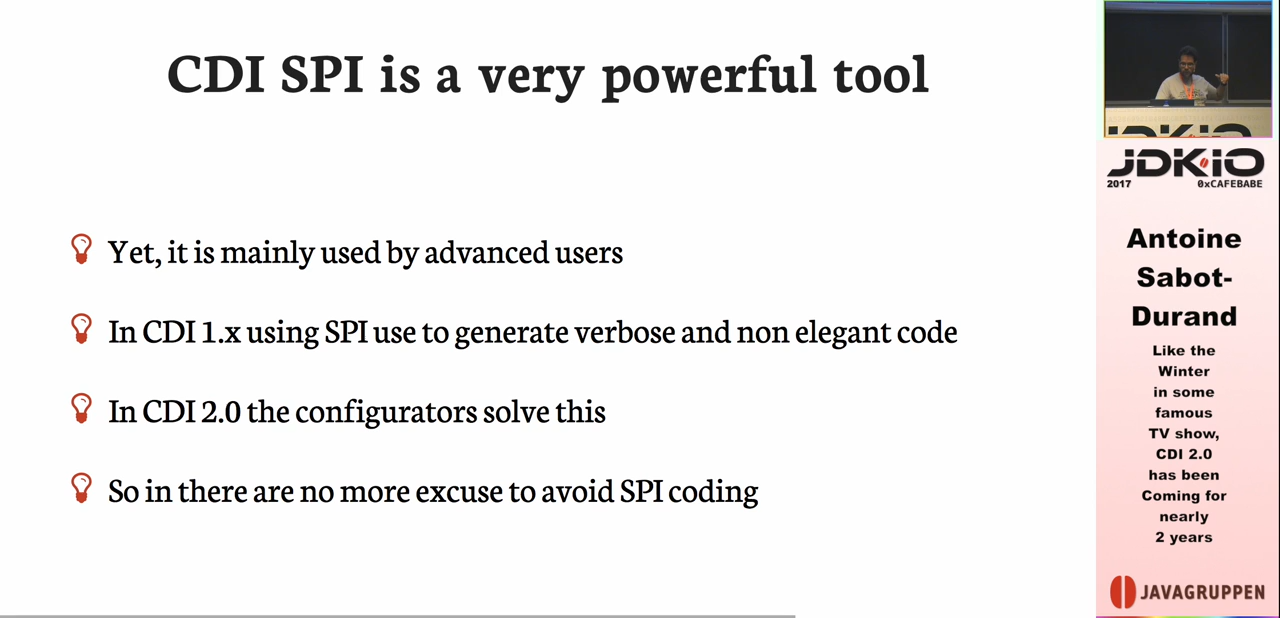 CDI SPI is a very powerful tool
Yet, it is mainly used by advanced users
In CDI 1.x using SPI use to generate verbose and non elegant code
In CDI 2.0 the configurators solve this
So in there are no more excuse to avoid SPI coding
JDK.IO
JDK.IO
2017 0xCAFEBABE
Antoine
Sabot-
Durand
Like the
Winter
in some
famous
TV show,
CDI 2.0
has been
Coming for
nearly
2 years
JAVAGRUPPEN